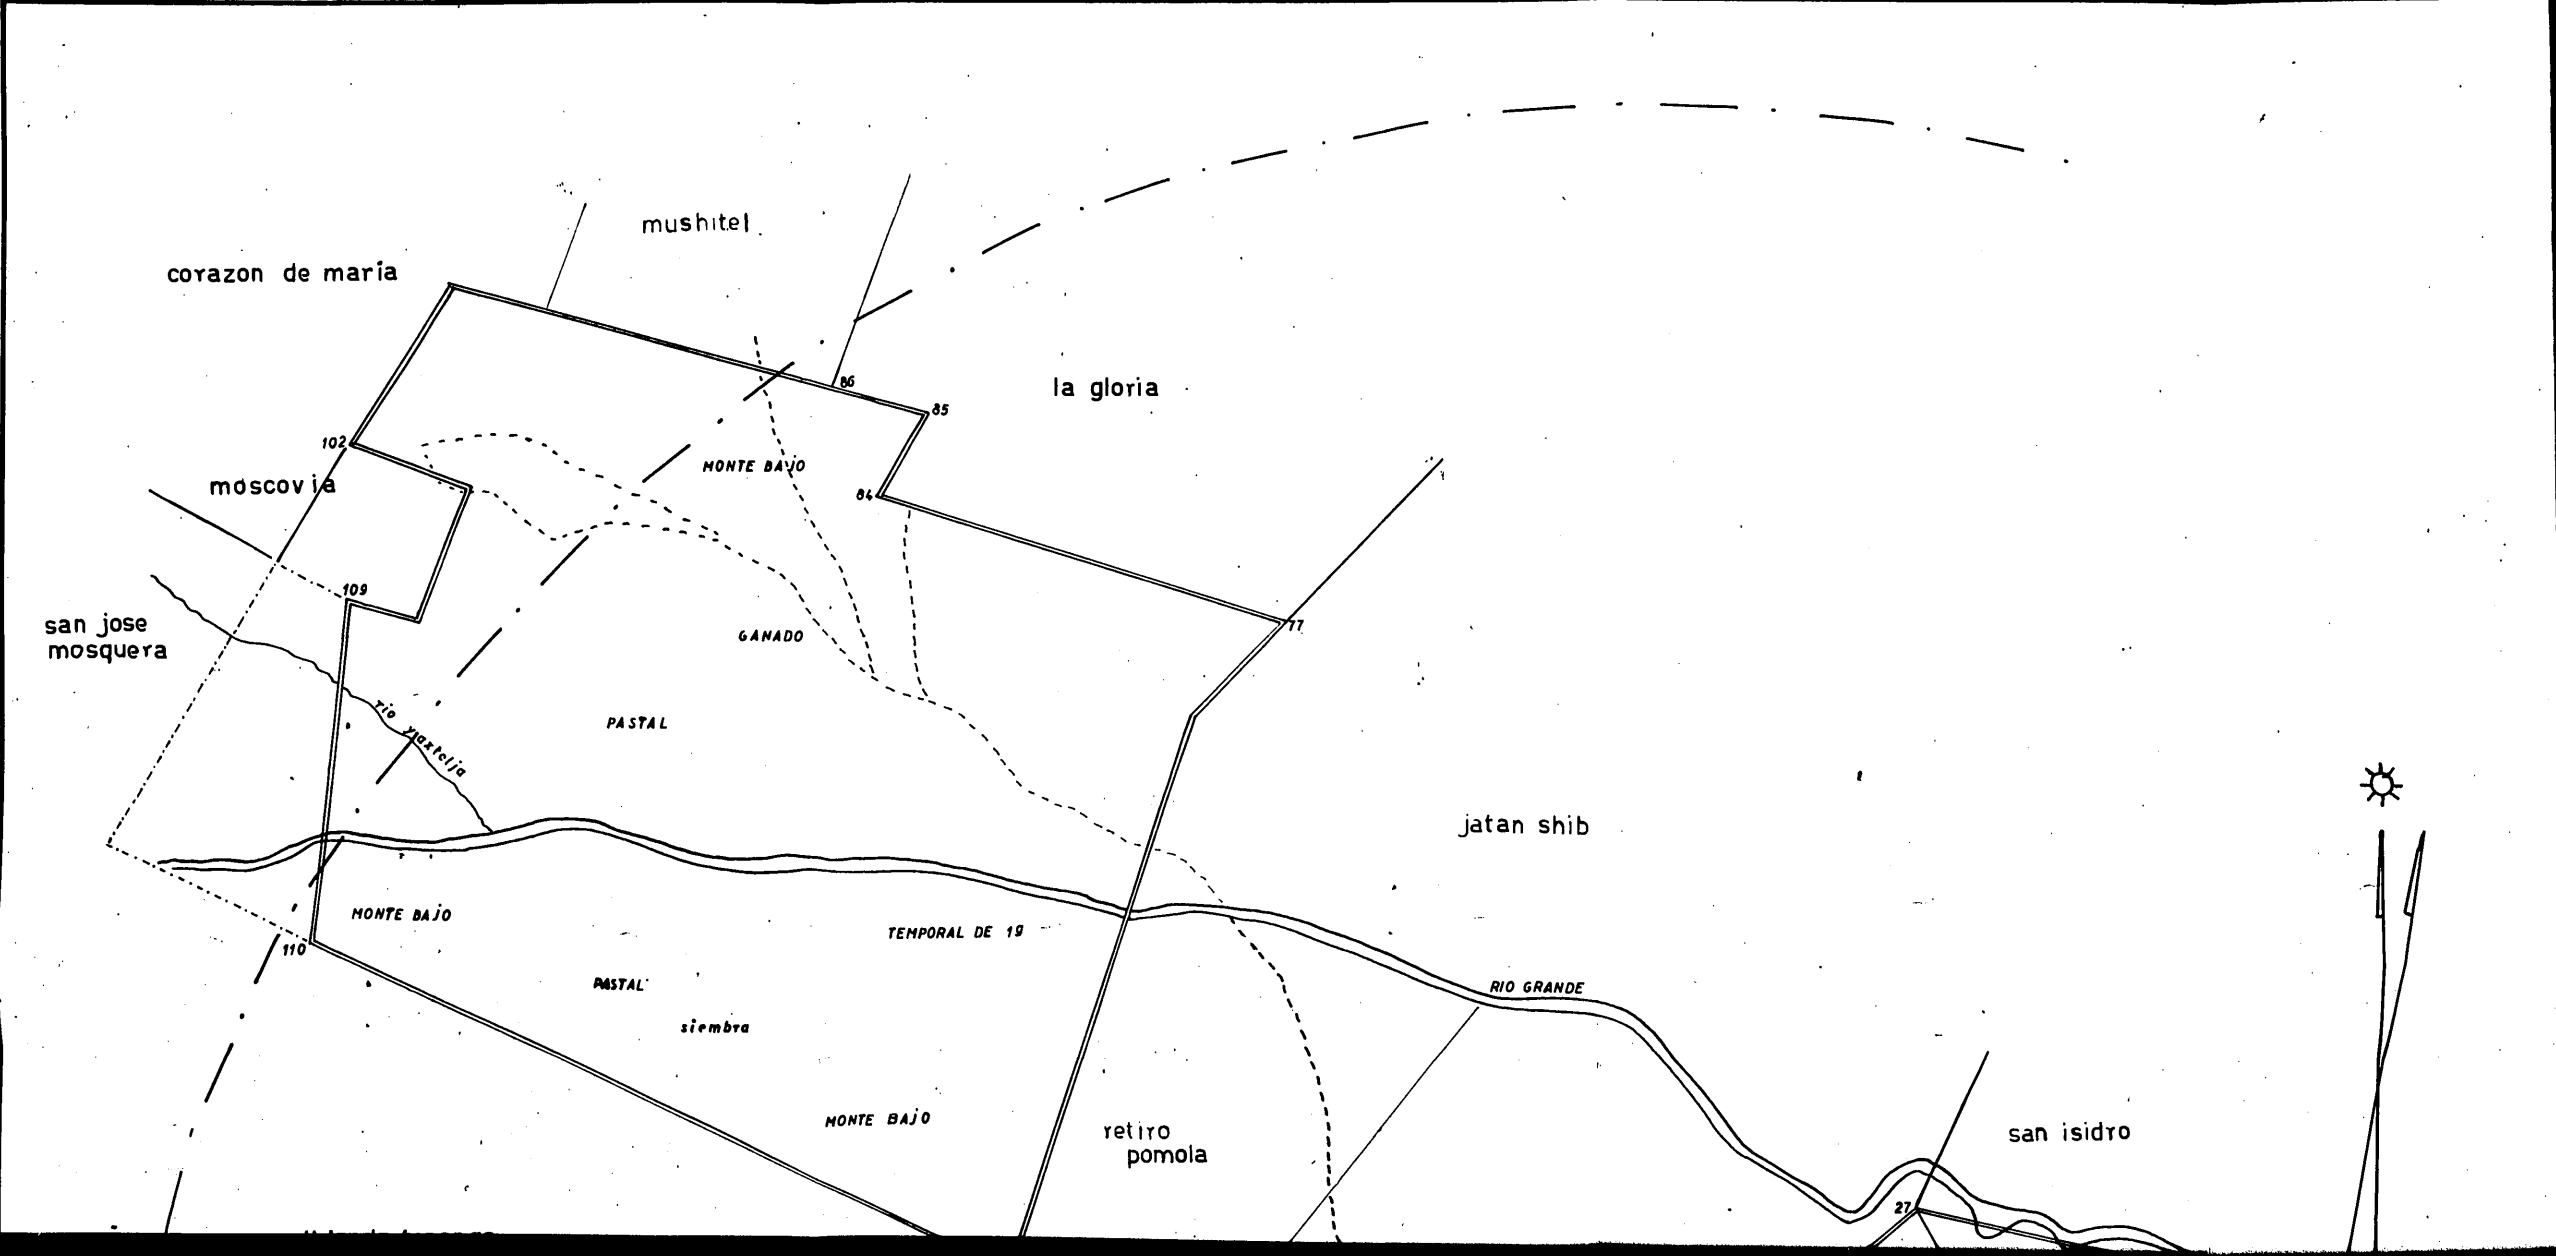 mushitel
corazon de maría
86
85
la gloria
102
MONTE BAJO
84
moscovia
109
san jose
mosquera
77
GANADO
rio yaxtelja
PASTAL
jatan shib
MONTE BAJO
TEMPORAL DE 19
110
PASTAL
siembra
RIO GRANDE
MONTE BAJO
retiro
pomola
san isidro
27